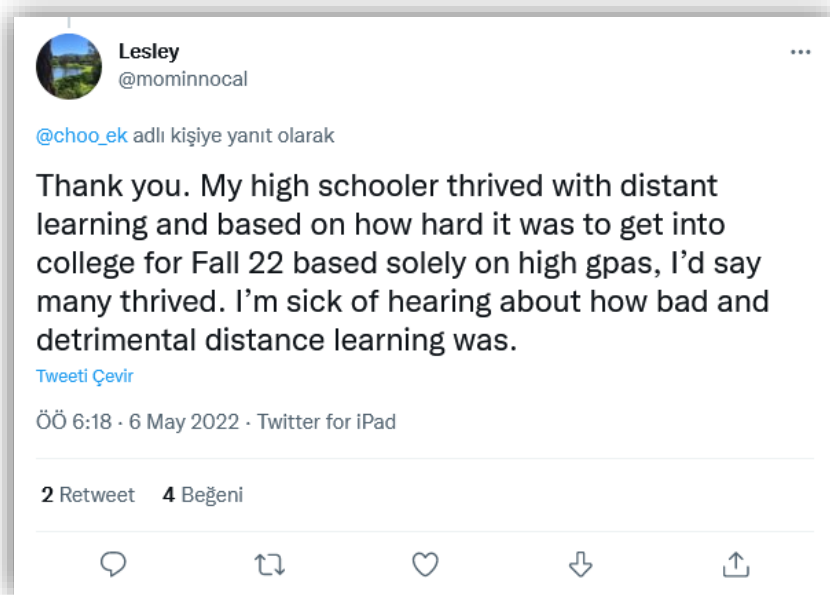 Lesley
@mominnocal
@choo_ek adlı kişiye yanıt olarak
Thank you. My high schooler thrived with distant
learning and based on how hard it was to get into
college for Fall 22 based solely on high gpas, I’d say
many thrived. I’m sick of hearing about how bad and
detrimental distance learning was.
Tweeti Çevir
ÖÖ 6:18 · 6 May 2022 · Twitter for iPad
2 Retweet 4 Beğeni